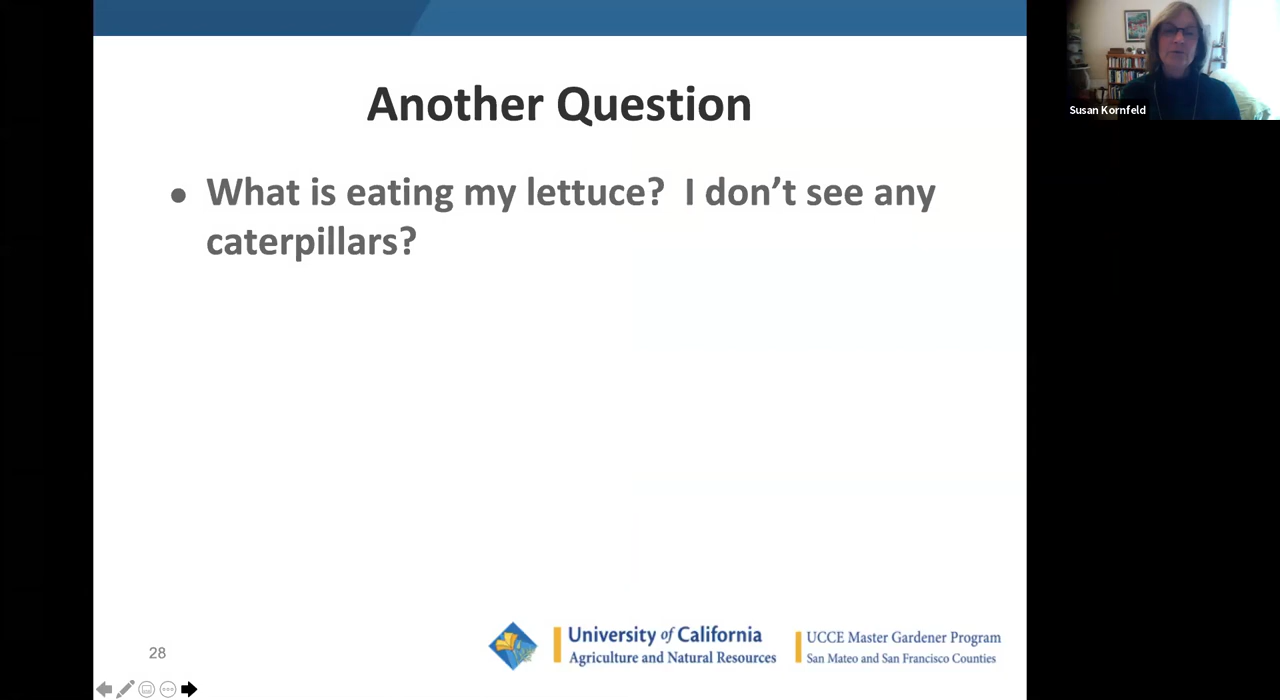 Another Question
• What is eating my lettuce?  I don’t see any
caterpillars?
Susan Kornfeld
28
University of California
Agriculture and Natural Resources
UCCE Master Gardener Program
San Mateo and San Francisco Counties